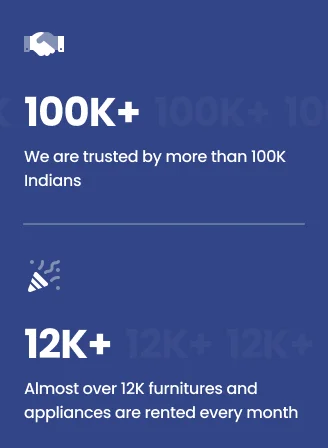 100K+ 100K+ 10
We are trusted by more than 100K
Indians
12K+ 12K+ 12K+
Almost over 12K furnitures and
appliances are rented every month